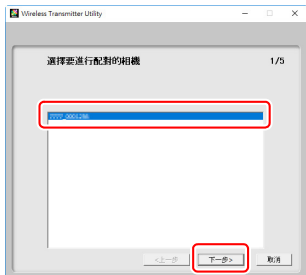 Wireless Transmitter Utility
選擇要進行配對的相機 1/5
????_0001286
<上一步 下一步> 取消